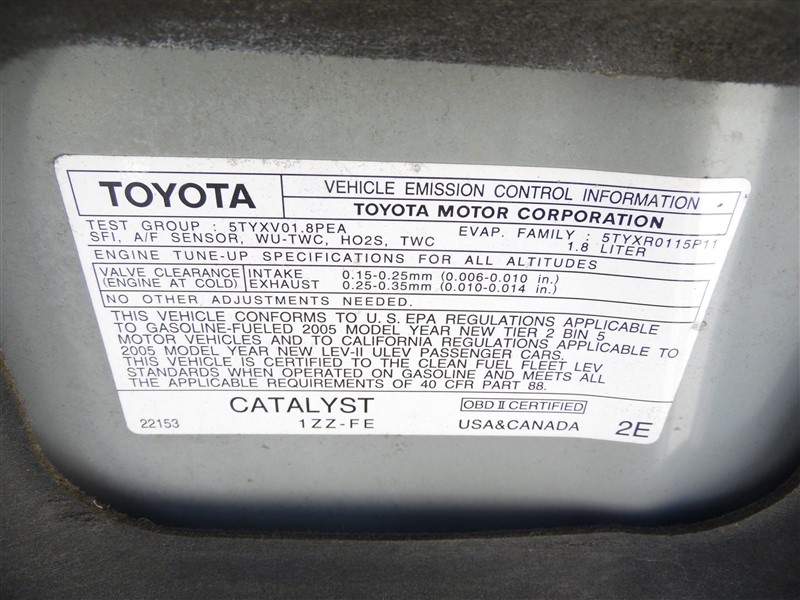 TOYOTA
VEHICLE EMISSION CONTROL INFORMATION
TOYOTA MOTOR CORPORATION
TEST GROUP : 5TYXV01.8PEA EVAP. FAMILY : 5TYXR0115P11
SFI, A/F SENSOR, WU-TWC, HO2S, TWC 1.8 LITER
ENGINE TUNE-UP SPECIFICATIONS FOR ALL ALTITUDES
VALVE CLEARANCE INTAKE 0.15-0.25mm (0.006-0.010 in.)
(ENGINE AT COLD) EXHAUST 0.25-0.35mm (0.010-0.014 in.)
NO OTHER ADJUSTMENTS NEEDED.
THIS VEHICLE CONFORMS TO U.S. EPA REGULATIONS APPLICABLE
TO GASOLINE-FUELED 2005 MODEL YEAR NEW TIER 2 BIN 5
MOTOR VEHICLES AND TO CALIFORNIA REGULATIONS APPLICABLE TO
2005 MODEL YEAR NEW LEV-II ULEV PASSENGER CARS.
THIS VEHICLE IS CERTIFIED TO THE CLEAN FUEL FLEET LEV
STANDARDS WHEN OPERATED ON GASOLINE AND MEETS ALL
THE APPLICABLE REQUIREMENTS OF 40 CFR PART 88.
CATALYST OBD II CERTIFIED
22153 1ZZ-FE USA&CANADA 2E